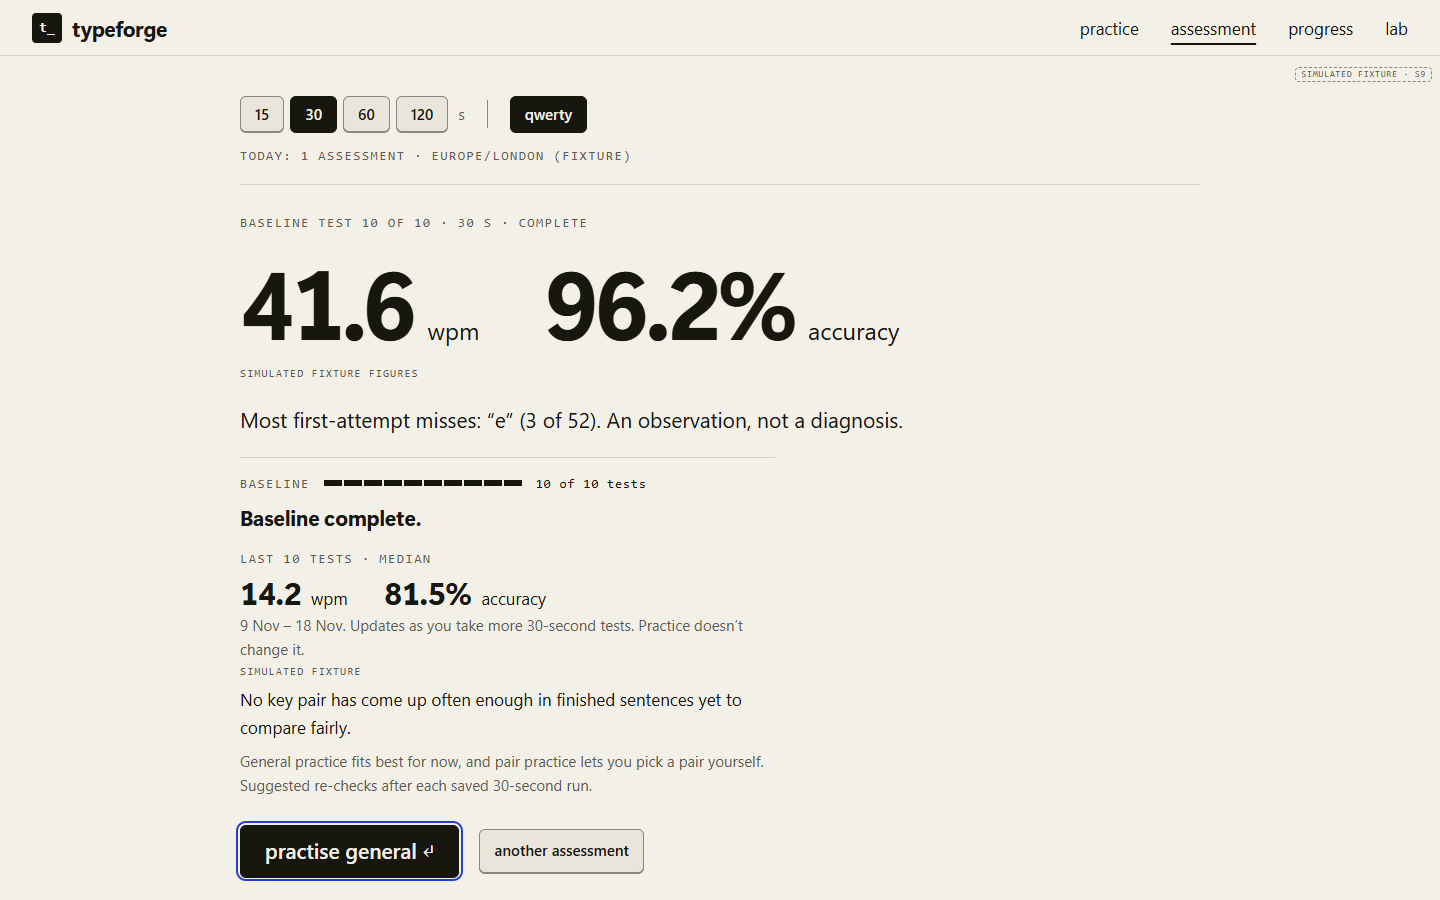 t_ typeforge
practice assessment progress lab
SIMULATED FIXTURE · S9
15 30 60 120 s qwerty
TODAY: 1 ASSESSMENT · EUROPE/LONDON (FIXTURE)
BASELINE TEST 10 OF 10 · 30 S · COMPLETE
41.6 wpm 96.2% accuracy
SIMULATED FIXTURE FIGURES
Most first-attempt misses: “e” (3 of 52). An observation, not a diagnosis.
BASELINE 10 of 10 tests
Baseline complete.
LAST 10 TESTS · MEDIAN
14.2 wpm 81.5% accuracy
9 Nov – 18 Nov. Updates as you take more 30-second tests. Practice doesn’t
change it.
SIMULATED FIXTURE
No key pair has come up often enough in finished sentences yet to
compare fairly.
General practice fits best for now, and pair practice lets you pick a pair yourself.
Suggested re-checks after each saved 30-second run.
practise general ↵ another assessment